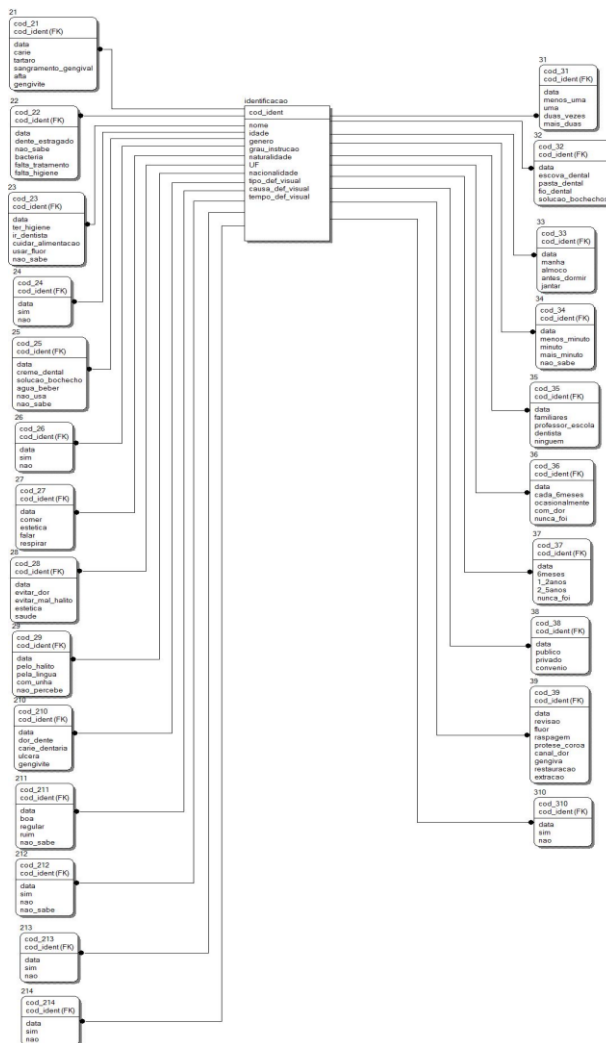 21
cod_21
cod_ident (FK)
data
carie
tartaro
sangramento_gengival
afta
gengivite
22
cod_22
cod_ident (FK)
data
dente_estragado
nao_sabe
bacteria
falta_tratamento
falta_higiene
23
cod_23
cod_ident (FK)
data
ter_higiene
ir_dentista
cuidar_alimentacao
usar_fluor
nao_sabe
24
cod_24
cod_ident (FK)
data
sim
nao
25
cod_25
cod_ident (FK)
data
creme_dental
solucao_bochecho
agua_beber
nao_usa
nao_sabe
26
cod_26
cod_ident (FK)
data
sim
nao
27
cod_27
cod_ident (FK)
data
comer
estetica
falar
respirar
28
cod_28
cod_ident (FK)
data
evitar_dor
evitar_mal_halito
estetica
saude
29
cod_29
cod_ident (FK)
data
pelo_halito
pela_lingua
com_unha
nao_percebe
210
cod_210
cod_ident (FK)
data
dor_dente
carie_dentaria
ulcera
gengivite
211
cod_211
cod_ident (FK)
data
boa
regular
ruim
nao_sabe
212
cod_212
cod_ident (FK)
data
sim
nao
nao_sabe
213
cod_213
cod_ident (FK)
data
sim
nao
214
cod_214
cod_ident (FK)
data
sim
nao
identificacao
cod_ident
nome
idade
genero
grau_instrucao
naturalidade
UF
nacionalidade
tipo_def_visual
causa_def_visual
tempo_def_visual
31
cod_31
cod_ident (FK)
data
menos_uma
uma
duas_vezes
mais_duas
32
cod_32
cod_ident (FK)
data
escova_dental
pasta_dental
fio_dental
solucao_bochechos
33
cod_33
cod_ident (FK)
data
manha
almoco
antes_dormir
jantar
34
cod_34
cod_ident (FK)
data
menos_minuto
minuto
mais_minuto
nao_sabe
35
cod_35
cod_ident (FK)
data
familiares
professor_escola
dentista
ninguem
36
cod_36
cod_ident (FK)
data
cada_6meses
ocasionalmente
com_dor
nunca_foi
37
cod_37
cod_ident (FK)
data
6meses
1_2anos
2_5anos
nunca_foi
38
cod_38
cod_ident (FK)
data
publico
privado
convenio
39
cod_39
cod_ident (FK)
data
revisao
fluor
raspagem
protese_coroa
canal_dor
gengiva
restauracao
extracao
310
cod_310
cod_ident (FK)
data
sim
nao